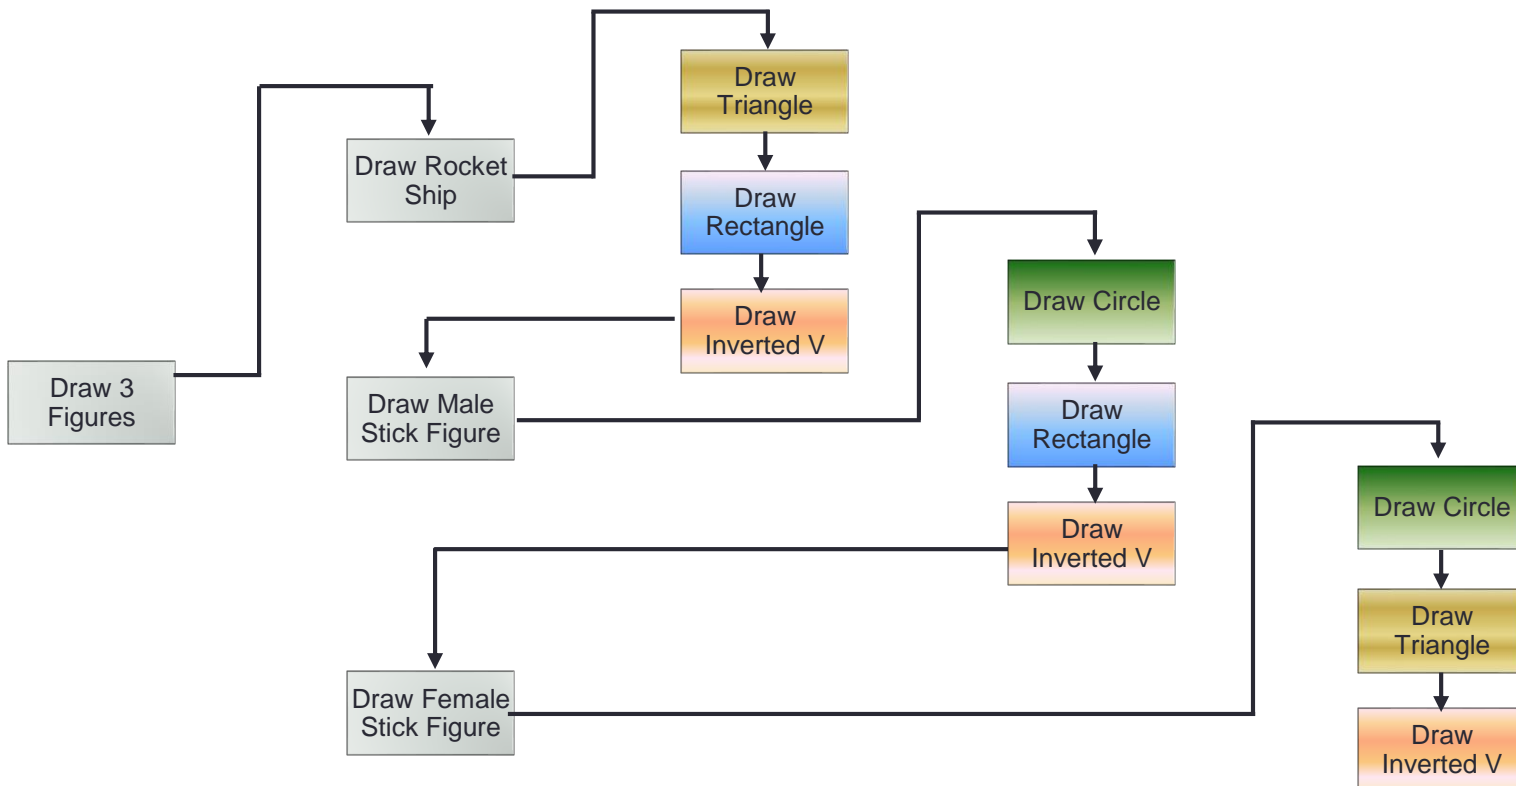 Draw 3
Figures
Draw Rocket
Ship
Draw
Triangle
Draw
Rectangle
Draw
Inverted V
Draw Male
Stick Figure
Draw Circle
Draw
Rectangle
Draw
Inverted V
Draw Female
Stick Figure
Draw Circle
Draw
Triangle
Draw
Inverted V